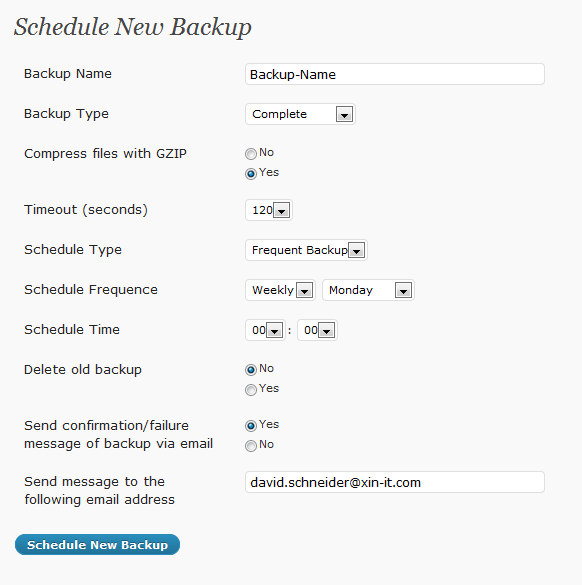 Schedule New Backup
Backup Name Backup-Name
Backup Type Complete
Compress files with GZIP No
Yes
Timeout (seconds) 120
Schedule Type Frequent Backup
Schedule Frequence Weekly Monday
Schedule Time 00 : 00
Delete old backup No
Yes
Send confirmation/failure Yes
message of backup via email No
Send message to the david.schneider@xin-it.com
following email address
Schedule New Backup